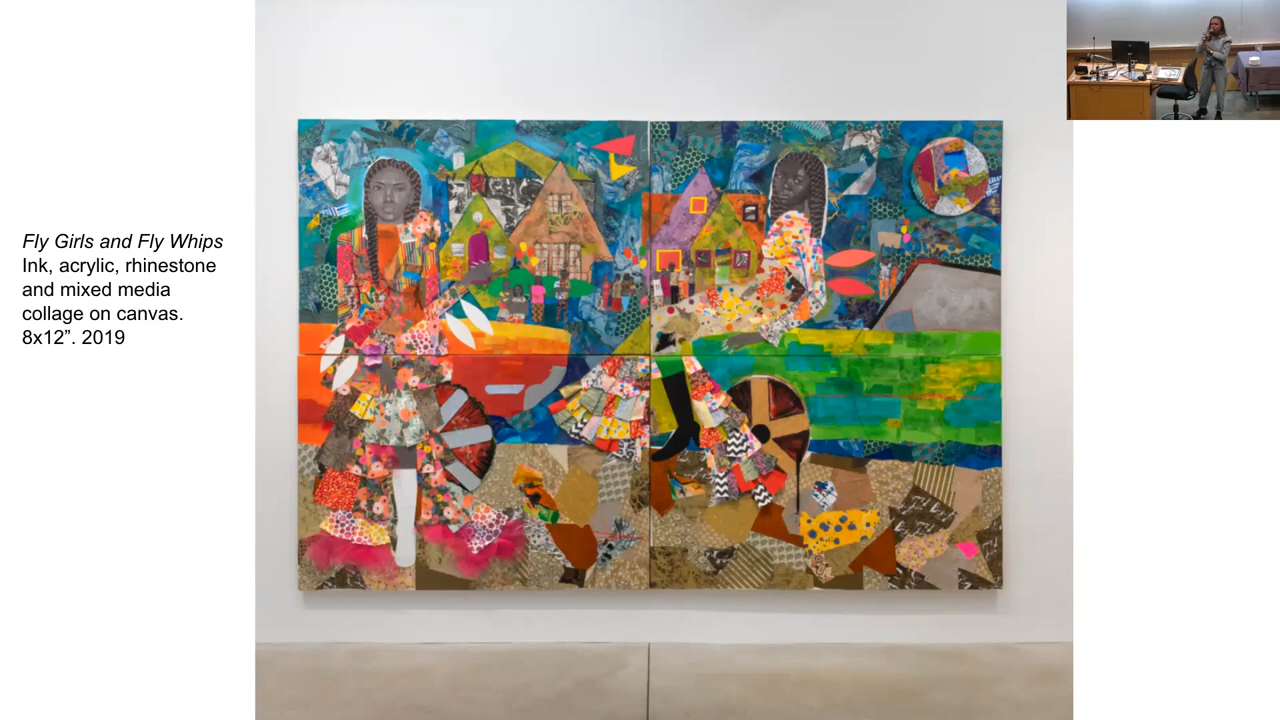 Fly Girls and Fly Whips
Ink, acrylic, rhinestone
and mixed media
collage on canvas.
8x12”. 2019